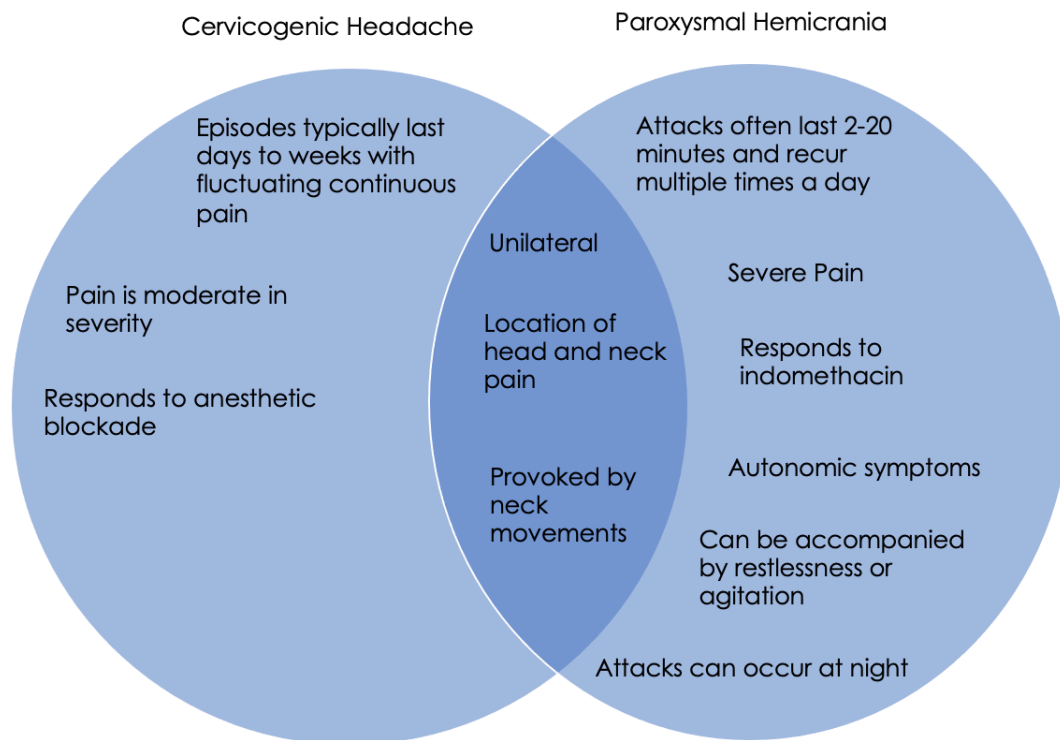 Cervicogenic Headache
Paroxysmal Hemicrania
Episodes typically last
days to weeks with
fluctuating continuous
pain
Pain is moderate in
severity
Responds to anesthetic
blockade
Unilateral
Location of
head and neck
pain
Provoked by
neck
movements
Attacks often last 2-20
minutes and recur
multiple times a day
Severe Pain
Responds to
indomethacin
Autonomic symptoms
Can be accompanied
by restlessness or
agitation
Attacks can occur at night